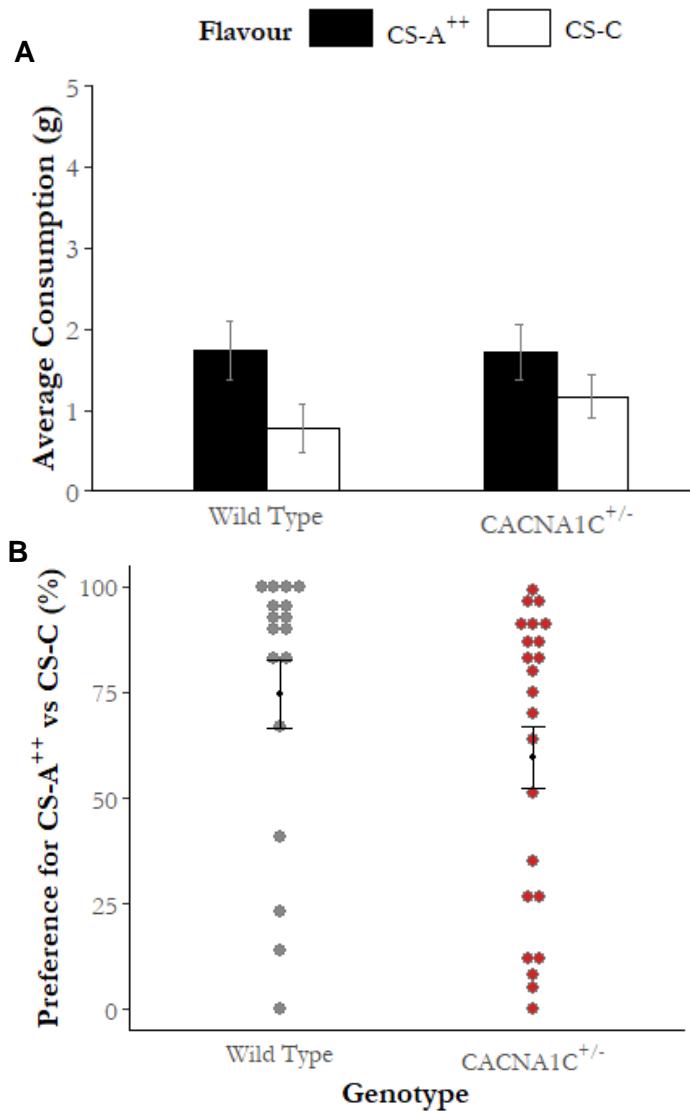 Flavour CS-A++ CS-C
A
Average Consumption (g)
5
4
3
2
1
0
Wild Type CACNA1C+/-
B
Preference for CS-A++ vs CS-C (%)
100
75
50
25
0
Wild Type CACNA1C+/-
Genotype